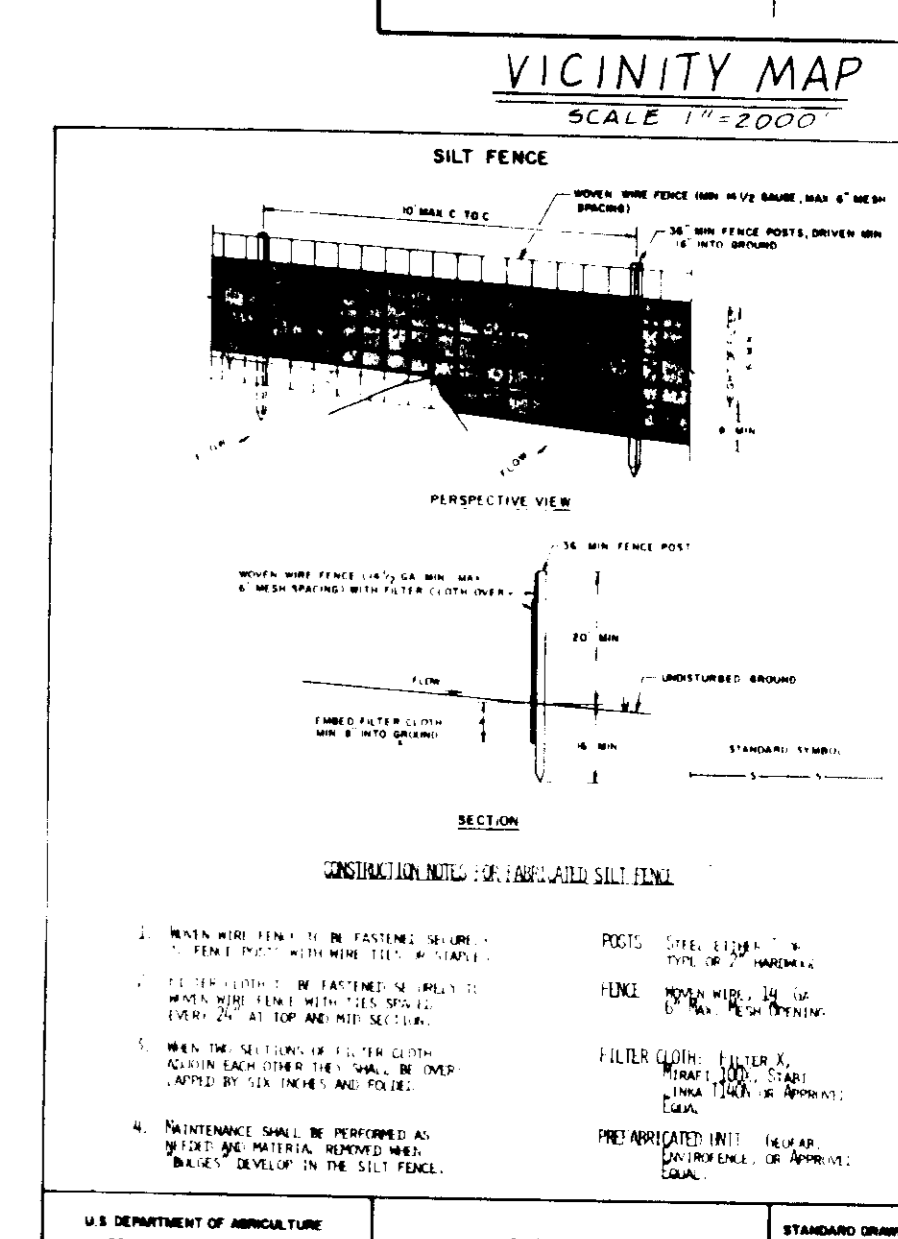 VICINITY MAP
SCALE 1"=2000'
SILT FENCE
WOVEN WIRE FENCE (MIN 14 1/2 GAUGE, MAX 6" MESH
SPACING)
10' MAX C TO C
36" MIN FENCE POSTS, DRIVEN MIN
16" INTO GROUND
8" MIN
FLOW
FLOW
PERSPECTIVE VIEW
36" MIN FENCE POST
WOVEN WIRE FENCE (14 1/2 GA MIN MAX
6" MESH SPACING) WITH FILTER CLOTH OVER
20" MIN
FLOW
UNDISTURBED GROUND
EMBED FILTER CLOTH
MIN 8" INTO GROUND
16 MIN
STANDARD SYMBOL
S S
SECTION
CONSTRUCTION NOTES FOR FABRICATED SILT FENCE
1. WOVEN WIRE FENCE TO BE FASTENED SECURELY
TO FENCE POSTS WITH WIRE TIES OR STAPLES.
2. FILTER CLOTH TO BE FASTENED SECURELY TO
WOVEN WIRE FENCE WITH TIES SPACED
EVERY 24" AT TOP AND MID SECTION.
3. WHEN TWO SECTIONS OF FILTER CLOTH
ADJOIN EACH OTHER THEY SHALL BE OVER-
LAPPED BY SIX INCHES AND FOLDED.
4. MAINTENANCE SHALL BE PERFORMED AS
NEEDED AND MATERIAL REMOVED WHEN
"BULGES" DEVELOP IN THE SILT FENCE.
POSTS STEEL EITHER T OR
TYPE OR 2" HARDWOOD
FENCE WOVEN WIRE, 14 GA
6" MAX. MESH OPENING
FILTER CLOTH: FILTER X,
MIRAFI 100X,
LINKA T140N OR APPROVED
EQUAL
PREFABRICATED UNIT GEOFAB,
ENVIROFENCE, OR APPROVED
EQUAL.
U.S. DEPARTMENT OF AGRICULTURE
STANDARD DRAW